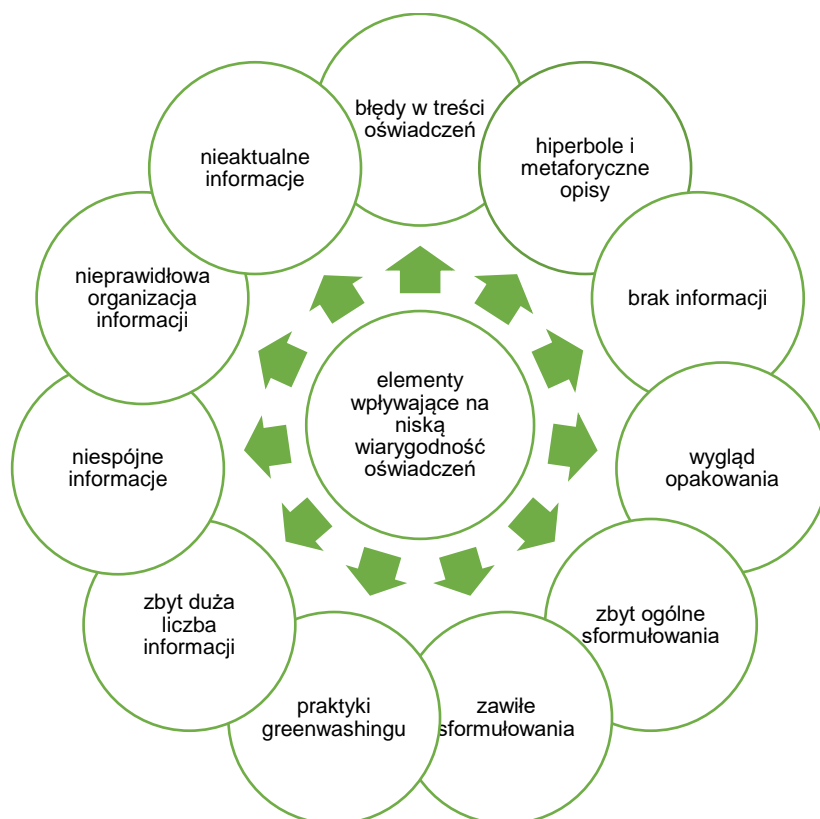 błędy w treści
oświadczeń
hiperbole i
metaforyczne
opisy
brak informacji
wygląd
opakowania
zbyt ogólne
sformułowania
zawiłe
sformułowania
praktyki
greenwashingu
zbyt duża
liczba
informacji
niespójne
informacje
nieprawidłowa
organizacja
informacji
nieaktualne
informacje
elementy
wpływające na
niską
wiarygodność
oświadczeń